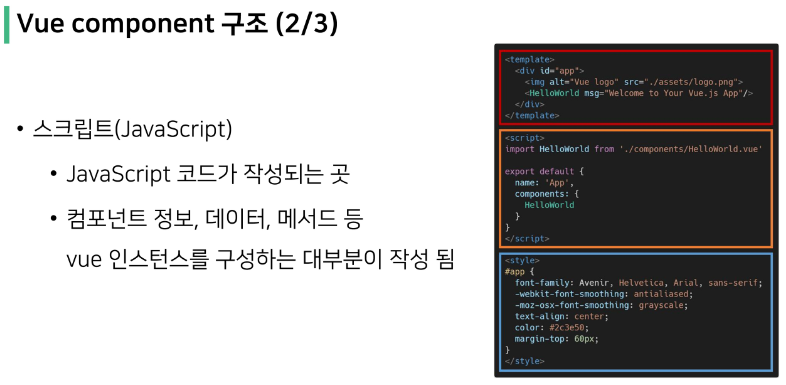 Vue component 구조 (2/3)
• 스크립트(JavaScript)
• JavaScript 코드가 작성되는 곳
• 컴포넌트 정보, 데이터, 메서드 등
vue 인스턴스를 구성하는 대부분이 작성 됨
<template>
  <div id="app">
    <img alt="Vue logo" src="./assets/logo.png">
    <HelloWorld msg="Welcome to Your Vue.js App"/>
  </div>
</template>
<script>
import HelloWorld from './components/HelloWorld.vue'
export default {
  name: 'App',
  components: {
    HelloWorld
  }
}
</script>
<style>
#app {
  font-family: Avenir, Helvetica, Arial, sans-serif;
  -webkit-font-smoothing: antialiased;
  -moz-osx-font-smoothing: grayscale;
  text-align: center;
  color: #2c3e50;
  margin-top: 60px;
}
</style>